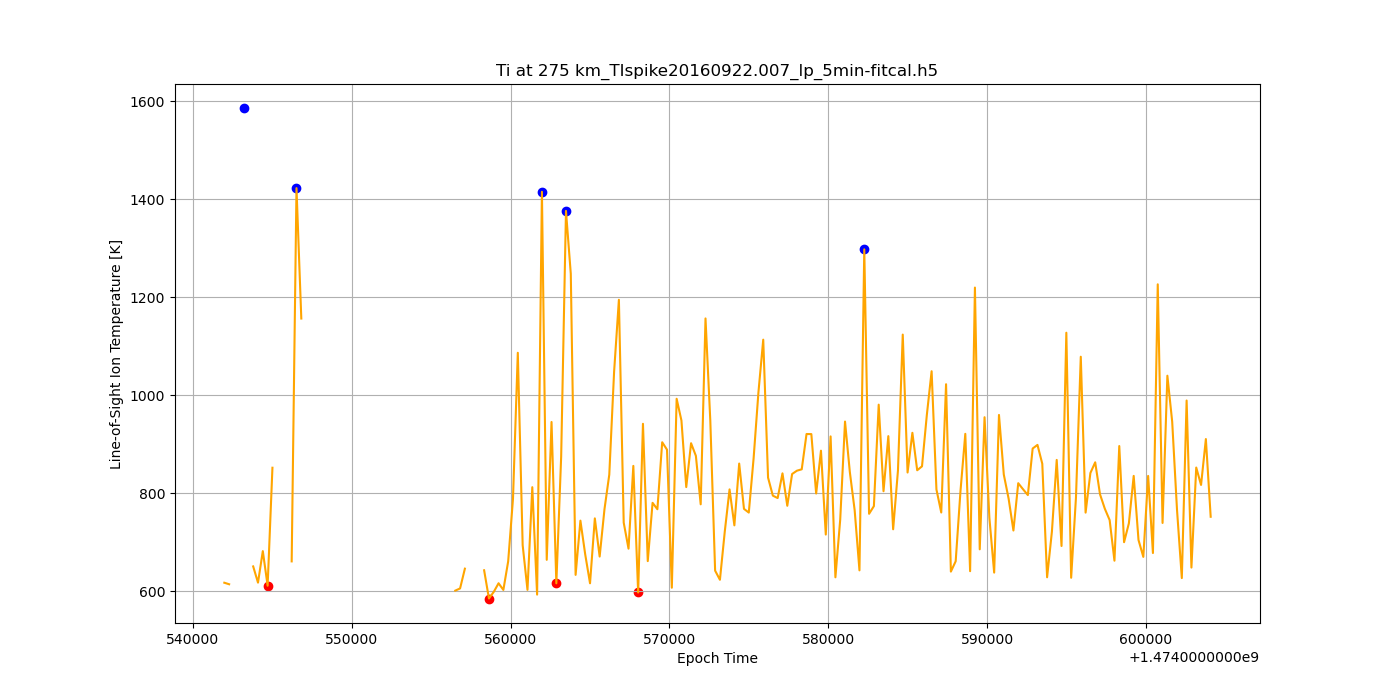 Ti at 275 km_TIspike20160922.007_lp_5min-fitcal.h5
Line-of-Sight Ion Temperature [K]
1600
1400
1200
1000
800
600
540000 550000 560000 570000 580000 590000 600000
Epoch Time
+1.4740000000e9